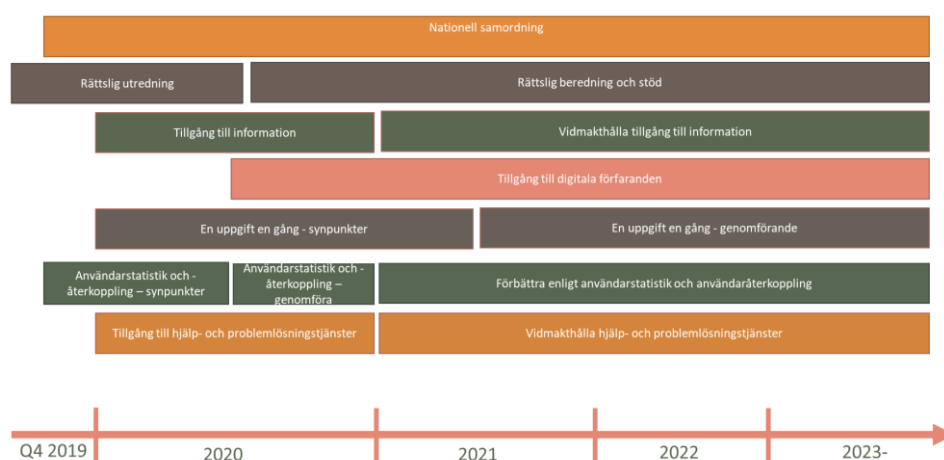 Nationell samordning
Rättslig utredning
Rättslig beredning och stöd
Tillgång till information
Vidmakthålla tillgång till information
Tillgång till digitala förfaranden
En uppgift en gång - synpunkter
En uppgift en gång - genomförande
Användarstatistik och -
återkoppling – synpunkter
Användarstatistik och -
återkoppling –
genomföra
Förbättra enligt användarstatistik och användaråterkoppling
Tillgång till hjälp- och problemlösningstjänster
Vidmakthålla hjälp- och problemlösningstjänster
Q4 2019
2020
2021
2022
2023-